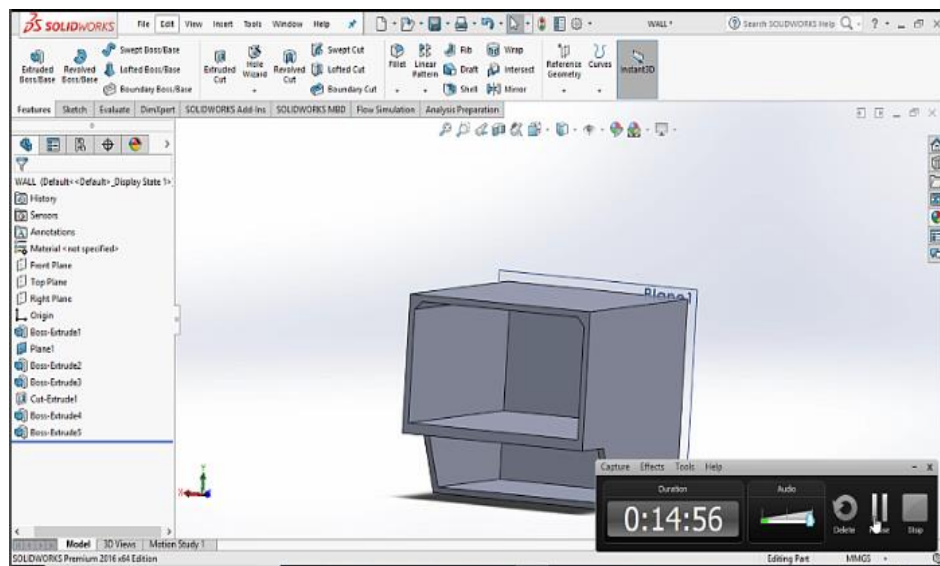 SOLIDWORKS File Edit View Insert Tools Window Help WALL * Search SOLIDWORKS Help
Extruded Boss/Base
Revolved Boss/Base
Swept Boss/Base
Lofted Boss/Base
Boundary Boss/Base
Extruded Cut
Hole Wizard
Revolved Cut
Swept Cut
Lofted Cut
Boundary Cut
Fillet
Linear Pattern
Rib
Draft
Shell
Wrap
Intersect
Mirror
Reference Geometry
Curves
Instant3D
Features Sketch Evaluate DimXpert SOLIDWORKS Add-Ins SOLIDWORKS MBD Flow Simulation Analysis Preparation
WALL (Default<<Default>_Display State 1>
History
Sensors
Annotations
Material <not specified>
Front Plane
Top Plane
Right Plane
Origin
Boss-Extrude1
Plane1
Boss-Extrude2
Boss-Extrude3
Cut-Extrude1
Boss-Extrude4
Boss-Extrude5
Plane1
Capture Effects Tools Help
Duration
0:14:56
Audio
Delete Pause Stop
Model 3D Views Motion Study 1
SOLIDWORKS Premium 2016 x64 Edition Editing Part MMGS